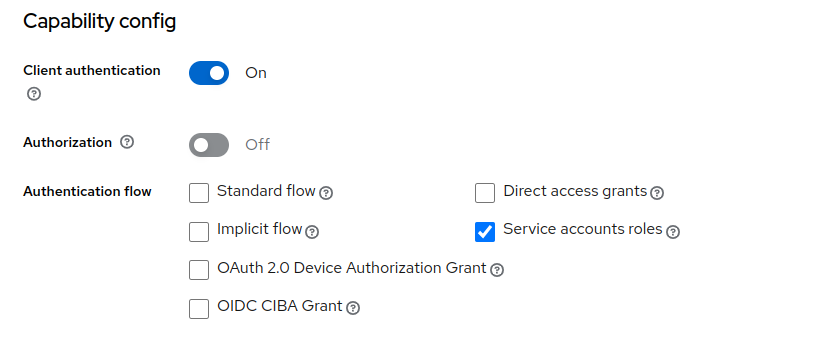 Capability config
Client authentication
On
Authorization
Off
Authentication flow
Standard flow
Direct access grants
Implicit flow
Service accounts roles
OAuth 2.0 Device Authorization Grant
OIDC CIBA Grant